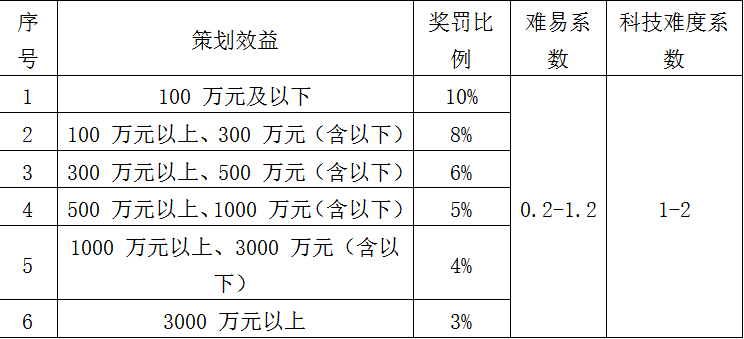 序号 策划效益 奖罚比例 难易系数 科技难度系数
1 100 万元及以下 10% 0.2-1.2 1-2
2 100 万元以上、300 万元（含以下） 8%
3 300 万元以上、500 万元（含以下） 6%
4 500 万元以上、1000 万元（含以下） 5%
5 1000 万元以上、3000 万元（含以下） 4%
6 3000 万元以上 3%